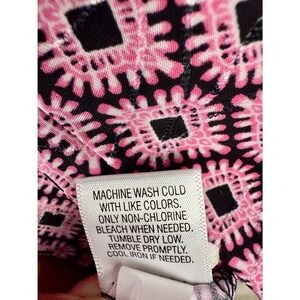 MACHINE WASH COLD
WITH LIKE COLORS.
ONLY NON-CHLORINE
BLEACH WHEN NEEDED.
TUMBLE DRY LOW.
REMOVE PROMPTLY.
COOL IRON IF NEEDED.